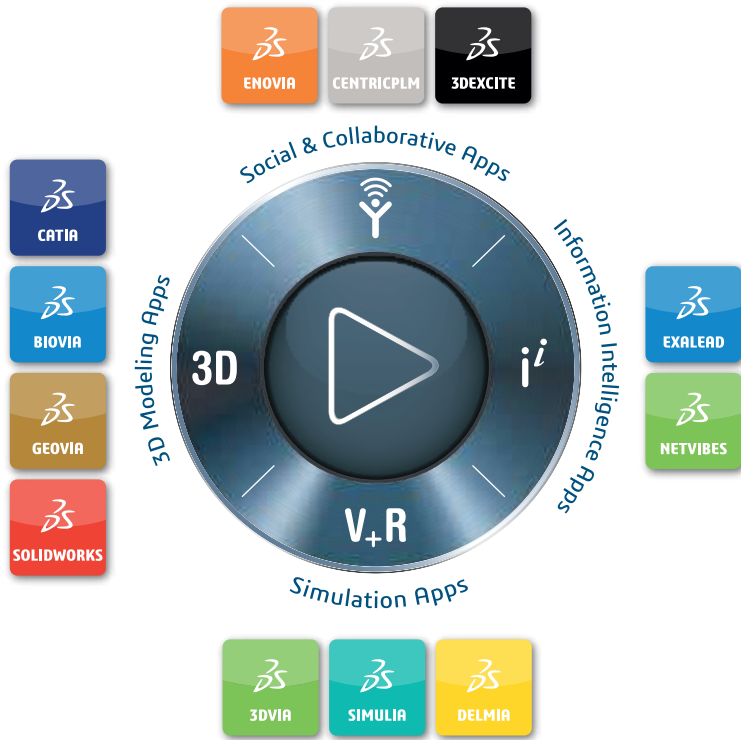 ENOVIA
CENTRICPLM
3DEXCITE
Social & Collaborative Apps
CATIA
BIOVIA
GEOVIA
SOLIDWORKS
3D Modeling Apps
3D
iⁱ
V+R
Information Intelligence Apps
EXALEAD
NETVIBES
Simulation Apps
3DVIA
SIMULIA
DELMIA